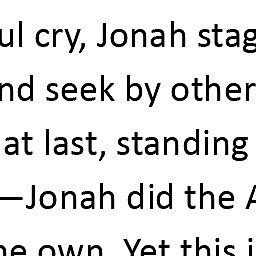 ul cry, Jonah stag
nd seek by other
at last, standing
—Jonah did the A
ne own. Yet this i